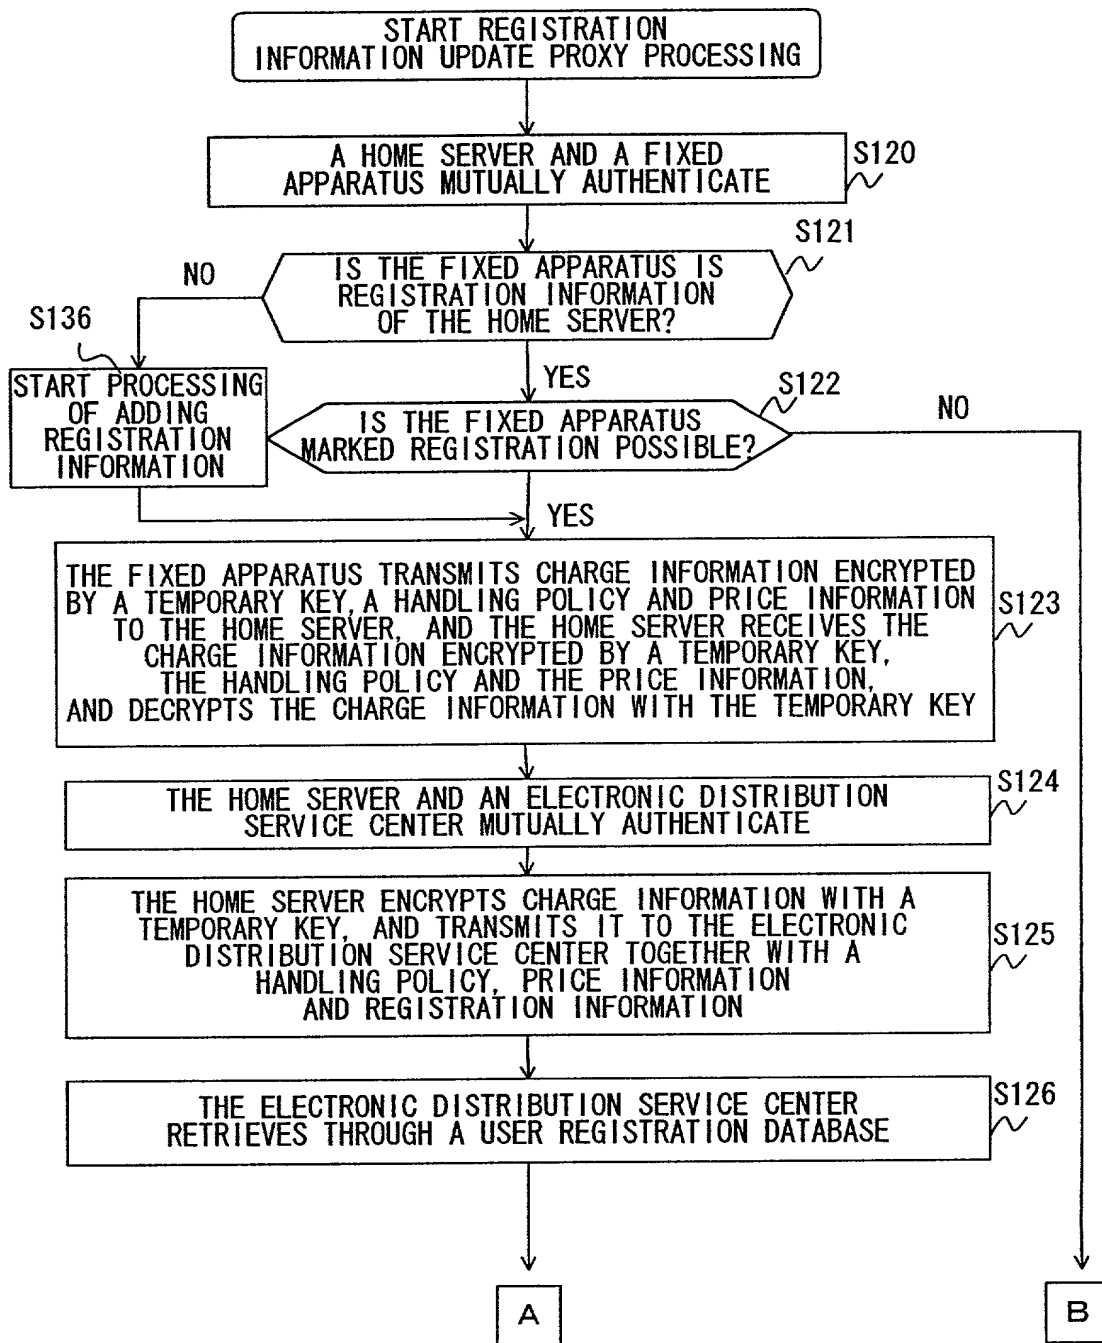 START REGISTRATION
INFORMATION UPDATE PROXY PROCESSING
A HOME SERVER AND A FIXED
APPARATUS MUTUALLY AUTHENTICATE
S120
S121
NO
IS THE FIXED APPARATUS IS
REGISTRATION INFORMATION
OF THE HOME SERVER?
S136
YES
START PROCESSING
OF ADDING
REGISTRATION
INFORMATION
S122
IS THE FIXED APPARATUS
MARKED REGISTRATION POSSIBLE?
NO
YES
THE FIXED APPARATUS TRANSMITS CHARGE INFORMATION ENCRYPTED
BY A TEMPORARY KEY, A HANDLING POLICY AND PRICE INFORMATION
TO THE HOME SERVER, AND THE HOME SERVER RECEIVES THE
CHARGE INFORMATION ENCRYPTED BY A TEMPORARY KEY,
THE HANDLING POLICY AND THE PRICE INFORMATION,
AND DECRYPTS THE CHARGE INFORMATION WITH THE TEMPORARY KEY
S123
THE HOME SERVER AND AN ELECTRONIC DISTRIBUTION
SERVICE CENTER MUTUALLY AUTHENTICATE
S124
THE HOME SERVER ENCRYPTS CHARGE INFORMATION WITH A
TEMPORARY KEY, AND TRANSMITS IT TO THE ELECTRONIC
DISTRIBUTION SERVICE CENTER TOGETHER WITH A
HANDLING POLICY, PRICE INFORMATION
AND REGISTRATION INFORMATION
S125
THE ELECTRONIC DISTRIBUTION SERVICE CENTER
RETRIEVES THROUGH A USER REGISTRATION DATABASE
S126
A
B